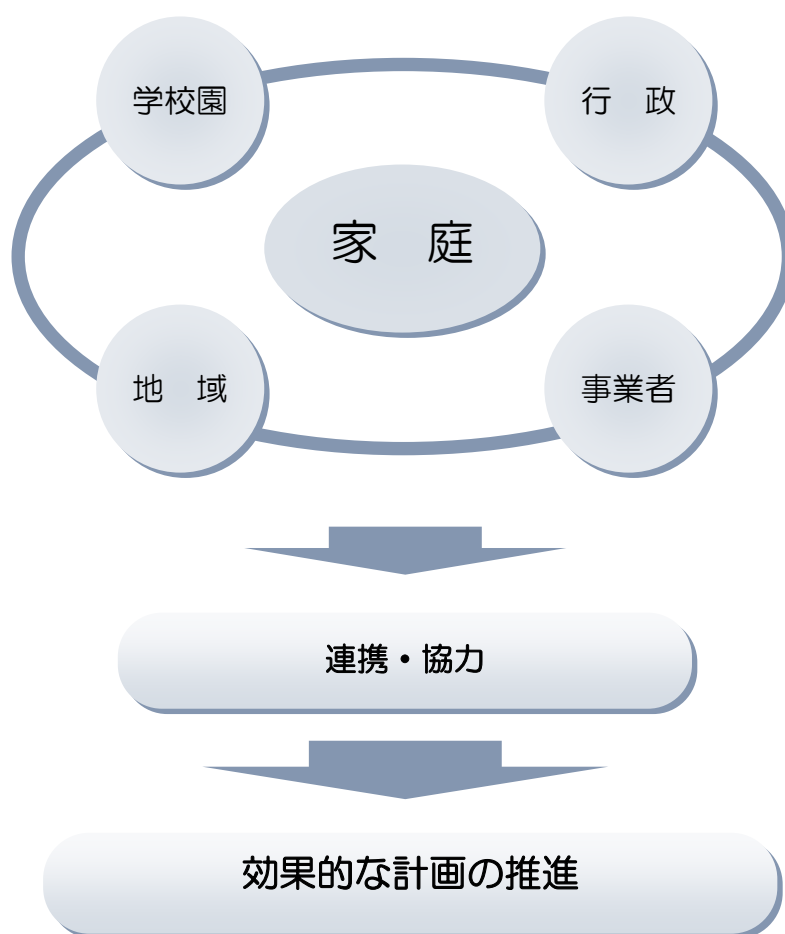 学校園
行　政
家　庭
地　域
事業者
連携・協力
効果的な計画の推進